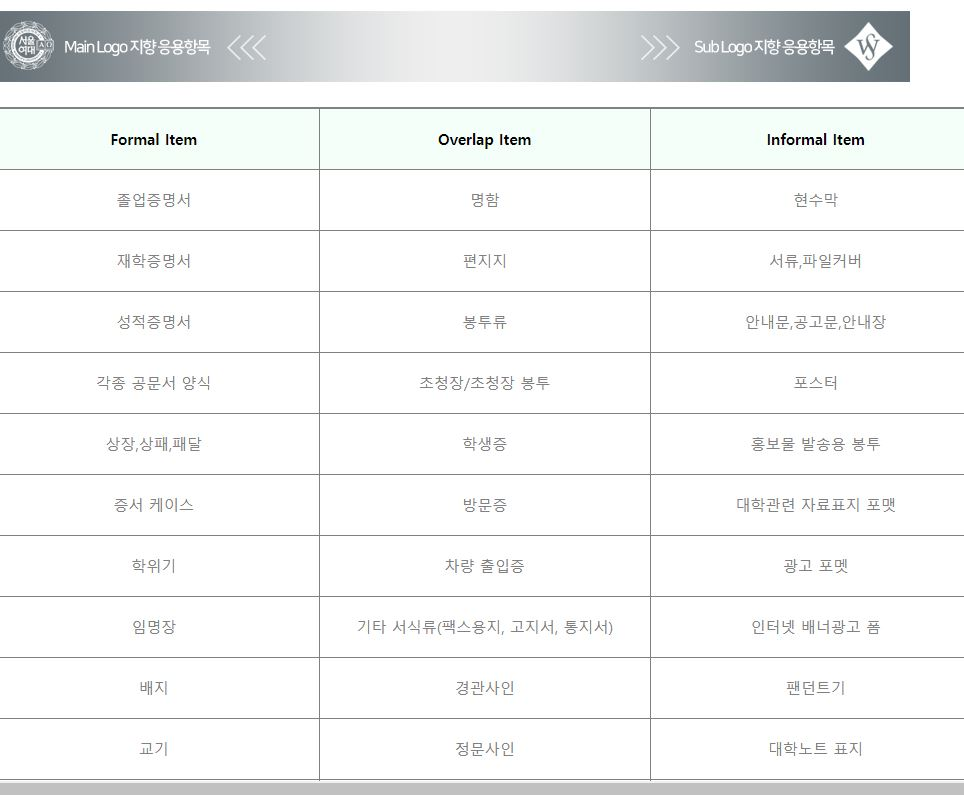 서울
여대
Main Logo 지향 응용항목
Sub Logo 지향 응용항목
Formal Item Overlap Item Informal Item
졸업증명서 명함 현수막
재학증명서 편지지 서류,파일커버
성적증명서 봉투류 안내문,공고문,안내장
각종 공문서 양식 초청장/초청장 봉투 포스터
상장,상패,패달 학생증 홍보물 발송용 봉투
증서 케이스 방문증 대학관련 자료표지 포맷
학위기 차량 출입증 광고 포멧
임명장 기타 서식류(팩스용지, 고지서, 통지서) 인터넷 배너광고 폼
배지 경관사인 팬던트기
교기 정문사인 대학노트 표지